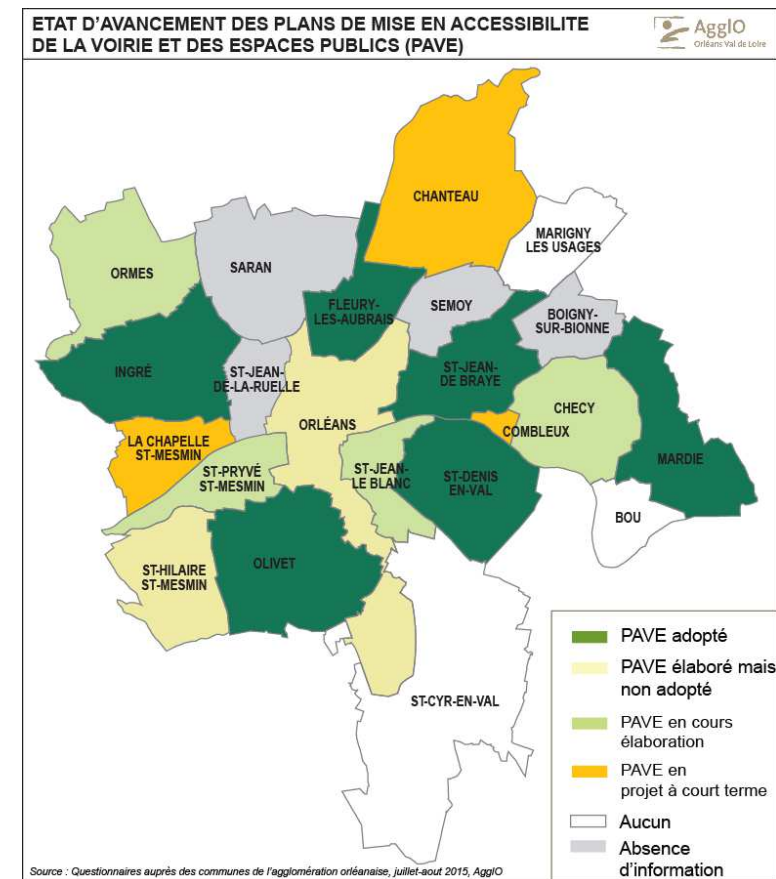 ETAT D'AVANCEMENT DES PLANS DE MISE EN ACCESSIBILITE
DE LA VOIRIE ET DES ESPACES PUBLICS (PAVE)
AgglO
Orléans Val de Loire
CHANTEAU
MARIGNY
LES USAGES
ORMES
SARAN
FLEURY-
LES-AUBRAIS
SEMOY
BOIGNY-
SUR-BIONNE
INGRÉ
ST-JEAN-
DE-LA-RUELLE
ST-JEAN-
DE BRAYE
CHECY
ORLÉANS
COMBLEUX
LA CHAPELLE
ST-MESMIN
ST-PRYVÉ
ST-MESMIN
ST-JEAN-
LE BLANC
ST-DENIS
EN-VAL
MARDIE
BOU
ST-HILAIRE
ST-MESMIN
OLIVET
ST-CYR-EN-VAL
PAVE adopté
PAVE élaboré mais
non adopté
PAVE en cours
élaboration
PAVE en
projet à court terme
Aucun
Absence
d'information
Source : Questionnaires auprès des communes de l'agglomération orléanaise, juillet-aout 2015, AgglO